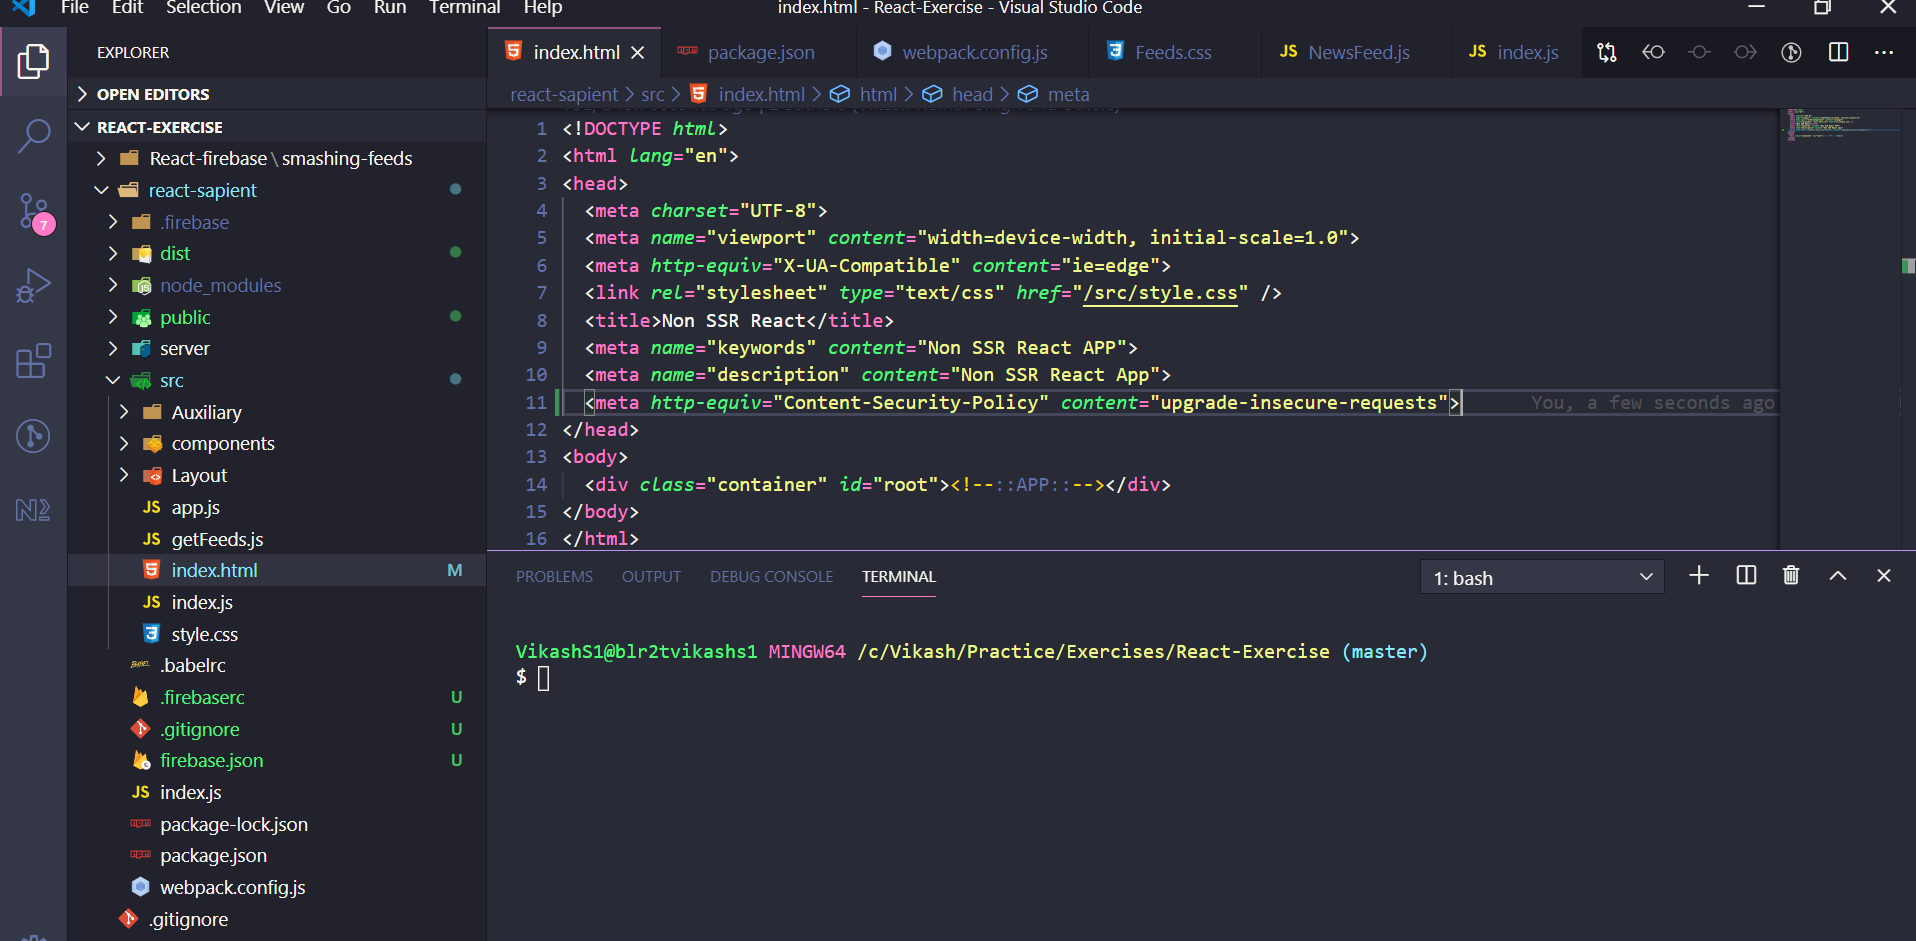 File Edit Selection View Go Run Terminal Help index.html - React-Exercise - Visual Studio Code
EXPLORER
index.html package.json webpack.config.js Feeds.css NewsFeed.js index.js
OPEN EDITORS
react-sapient > src > index.html > html > head > meta
REACT-EXERCISE
React-firebase \ smashing-feeds
react-sapient
.firebase
dist
node_modules
public
server
src
Auxiliary
components
Layout
app.js
getFeeds.js
index.html M
index.js
style.css
.babelrc
.firebaserc U
.gitignore U
firebase.json U
index.js
package-lock.json
package.json
webpack.config.js
.gitignore
7
1 <!DOCTYPE html>
2 <html lang="en">
3 <head>
4 <meta charset="UTF-8">
5 <meta name="viewport" content="width=device-width, initial-scale=1.0">
6 <meta http-equiv="X-UA-Compatible" content="ie=edge">
7 <link rel="stylesheet" type="text/css" href="/src/style.css" />
8 <title>Non SSR React</title>
9 <meta name="keywords" content="Non SSR React APP">
10 <meta name="description" content="Non SSR React App">
11 <meta http-equiv="Content-Security-Policy" content="upgrade-insecure-requests"> You, a few seconds ago
12 </head>
13 <body>
14 <div class="container" id="root"><!--::APP::--></div>
15 </body>
16 </html>
PROBLEMS OUTPUT DEBUG CONSOLE TERMINAL 1: bash
VikashS1@blr2tvikashs1 MINGW64 /c/Vikash/Practice/Exercises/React-Exercise (master)
$